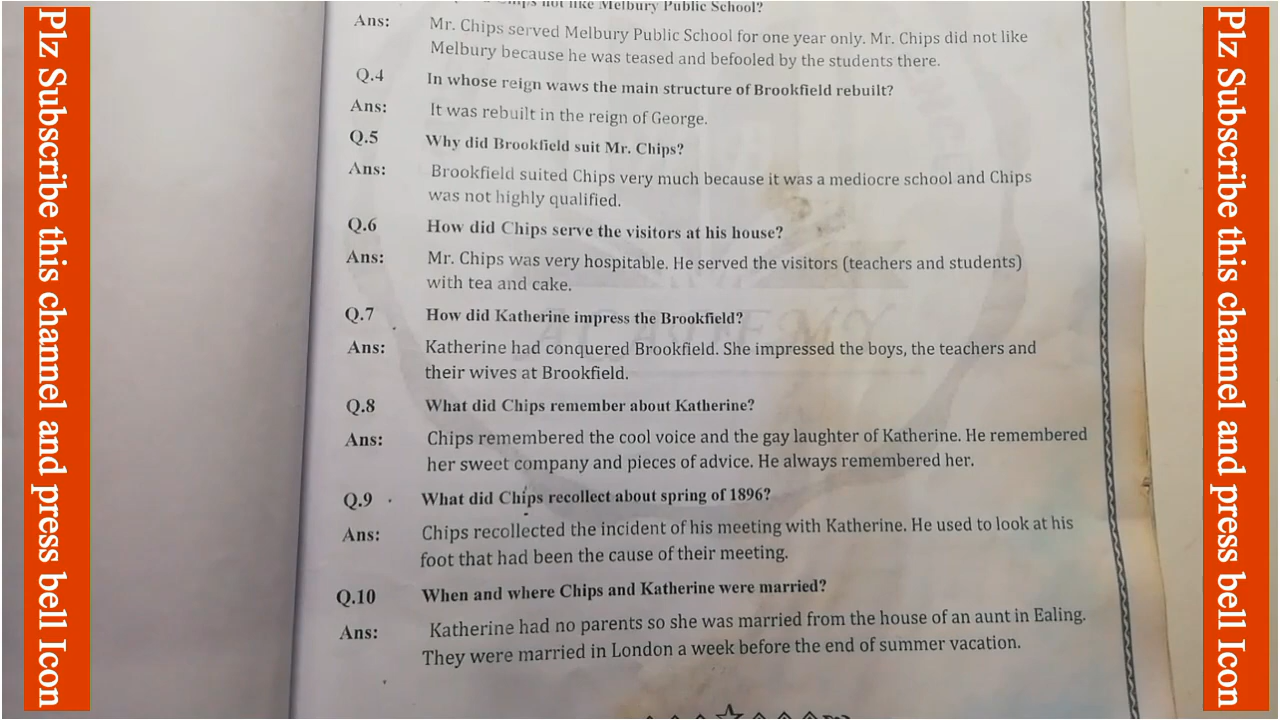 Plz Subscribe this channel and press bell Icon
not like Melbury Public School?
Ans: Mr. Chips served Melbury Public School for one year only. Mr. Chips did not like
Melbury because he was teased and befooled by the students there.
Q.4 In whose reign waws the main structure of Brookfield rebuilt?
Ans: It was rebuilt in the reign of George.
Q.5 Why did Brookfield suit Mr. Chips?
Ans: Brookfield suited Chips very much because it was a mediocre school and Chips
was not highly qualified.
Q.6 How did Chips serve the visitors at his house?
Ans: Mr. Chips was very hospitable. He served the visitors (teachers and students)
with tea and cake.
Q.7 How did Katherine impress the Brookfield?
Ans: Katherine had conquered Brookfield. She impressed the boys, the teachers and
their wives at Brookfield.
Q.8 What did Chips remember about Katherine?
Ans: Chips remembered the cool voice and the gay laughter of Katherine. He remembered
her sweet company and pieces of advice. He always remembered her.
Q.9 What did Chips recollect about spring of 1896?
Ans: Chips recollected the incident of his meeting with Katherine. He used to look at his
foot that had been the cause of their meeting.
Q.10 When and where Chips and Katherine were married?
Ans: Katherine had no parents so she was married from the house of an aunt in Ealing.
They were married in London a week before the end of summer vacation.
Plz Subscribe this channel and press bell Icon